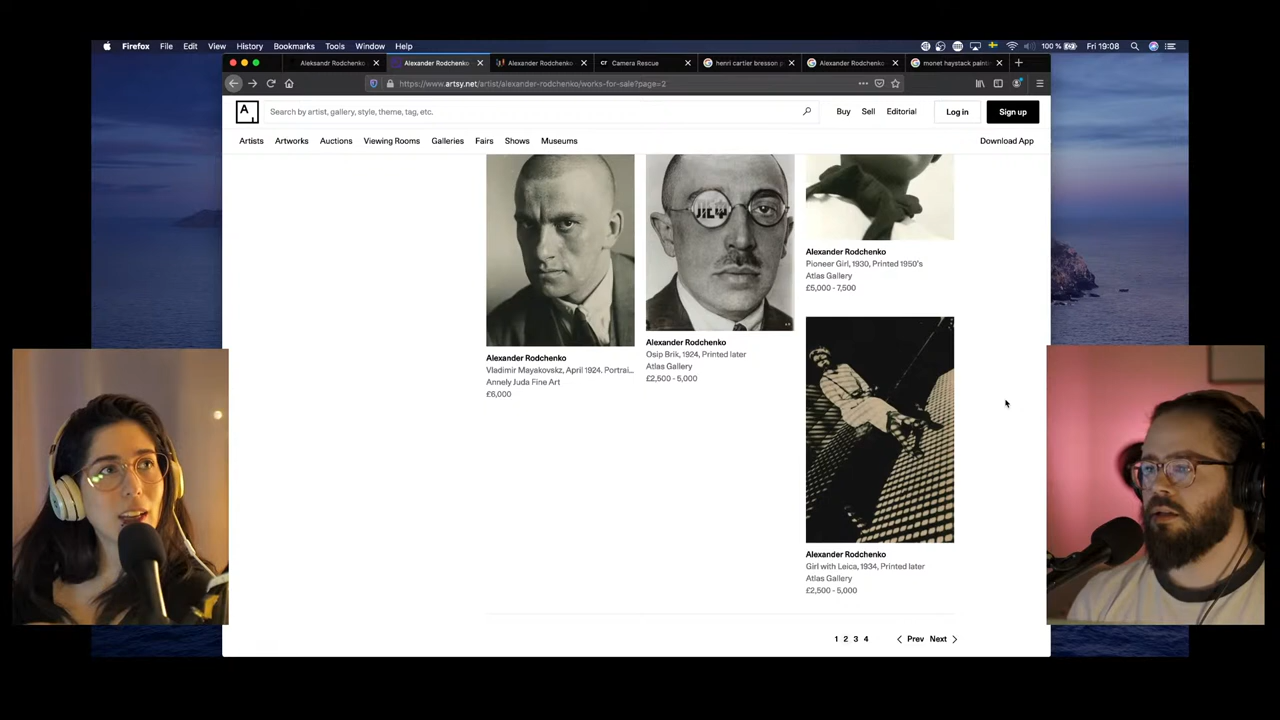 Firefox File Edit View History Bookmarks Tools Window Help
100 % Fri 19:08
Aleksandr Rodchenko
Alexander Rodchenko
Alexander Rodchenko
Camera Rescue
henri cartier bresson p
Alexander Rodchenko
monet haystack paintin
https://www.artsy.net/artist/alexander-rodchenko/works-for-sale?page=2
A
Search by artist, gallery, style, theme, tag, etc.
Buy Sell Editorial Log in Sign up
Artists Artworks Auctions Viewing Rooms Galleries Fairs Shows Museums Download App
ЛЕФ
Alexander Rodchenko
Vladimir Mayakovskz, April 1924. Portrai...
Annely Juda Fine Art
£6,000
Alexander Rodchenko
Osip Brik, 1924, Printed later
Atlas Gallery
£2,500 - 5,000
Alexander Rodchenko
Pioneer Girl, 1930, Printed 1950's
Atlas Gallery
£5,000 - 7,500
Alexander Rodchenko
Girl with Leica, 1934, Printed later
Atlas Gallery
£2,500 - 5,000
1 2 3 4 Prev Next